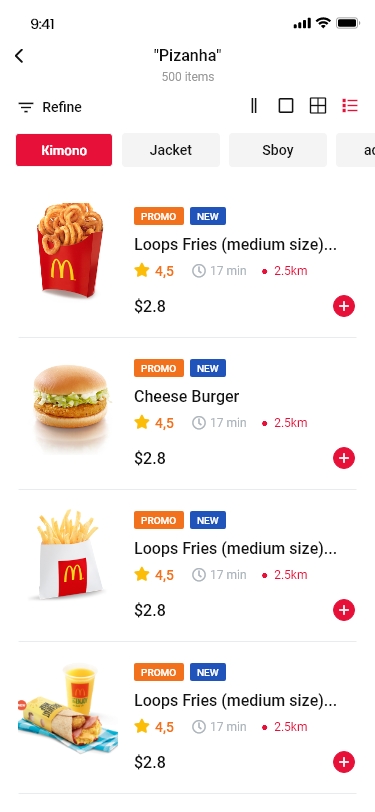 9:41
"Pizanha"
500 items
Refine
Kimono
Jacket
Sboy
PROMO
NEW
Loops Fries (medium size)...
4,5
17 min
2.5km
$2.8
PROMO
NEW
Cheese Burger
4,5
17 min
2.5km
$2.8
PROMO
NEW
Loops Fries (medium size)...
4,5
17 min
2.5km
$2.8
PROMO
NEW
Loops Fries (medium size)...
4,5
17 min
2.5km
$2.8